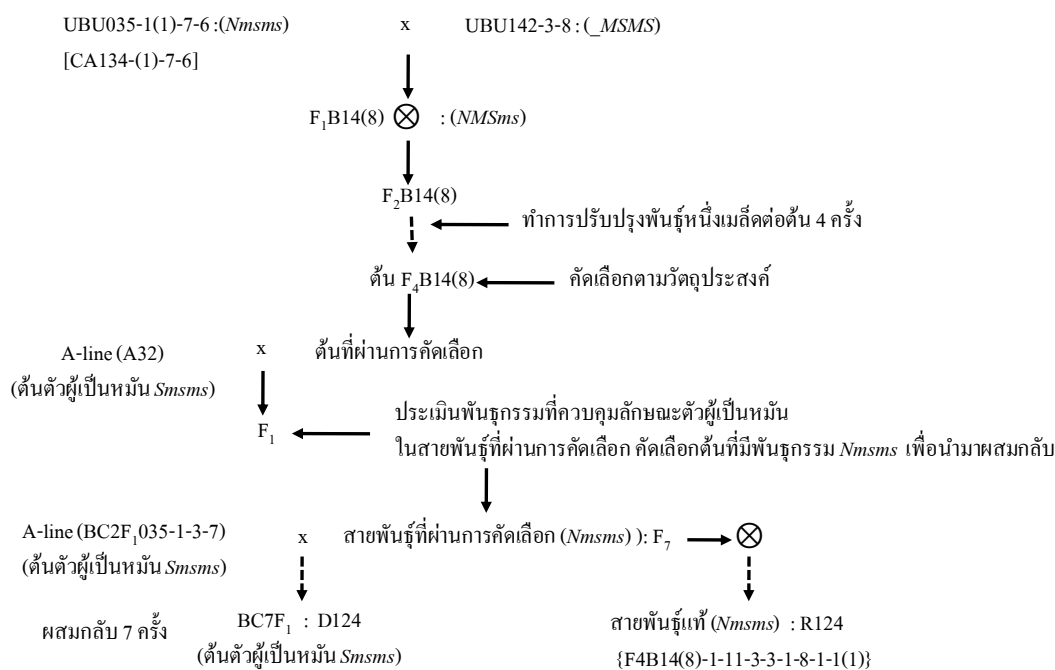 UBU035-1(1)-7-6 :(Nmsms) x UBU142-3-8 : (_MSMS)
[CA134-(1)-7-6]
F1B14(8) ⊗ : (NMSms)
F2B14(8)
ทำการปรับปรุงพันธุ์หนึ่งเมล็ดต่อต้น 4 ครั้ง
ต้น F4B14(8) คัดเลือกตามวัตถุประสงค์
A-line (A32) x ต้นที่ผ่านการคัดเลือก
(ต้นตัวผู้เป็นหมัน Smsms)
ประเมินพันธุกรรมที่ควบคุมลักษณะตัวผู้เป็นหมัน
F1 ในสายพันธุ์ที่ผ่านการคัดเลือก คัดเลือกต้นที่มีพันธุกรรม Nmsms เพื่อนำมาผสมกลับ
A-line (BC2F1035-1-3-7) x สายพันธุ์ที่ผ่านการคัดเลือก (Nmsms) ): F7 ⊗
(ต้นตัวผู้เป็นหมัน Smsms)
ผสมกลับ 7 ครั้ง BC7F1 : D124 สายพันธุ์แท้ (Nmsms) : R124
(ต้นตัวผู้เป็นหมัน Smsms) {F4B14(8)-1-11-3-3-1-8-1-1(1)}